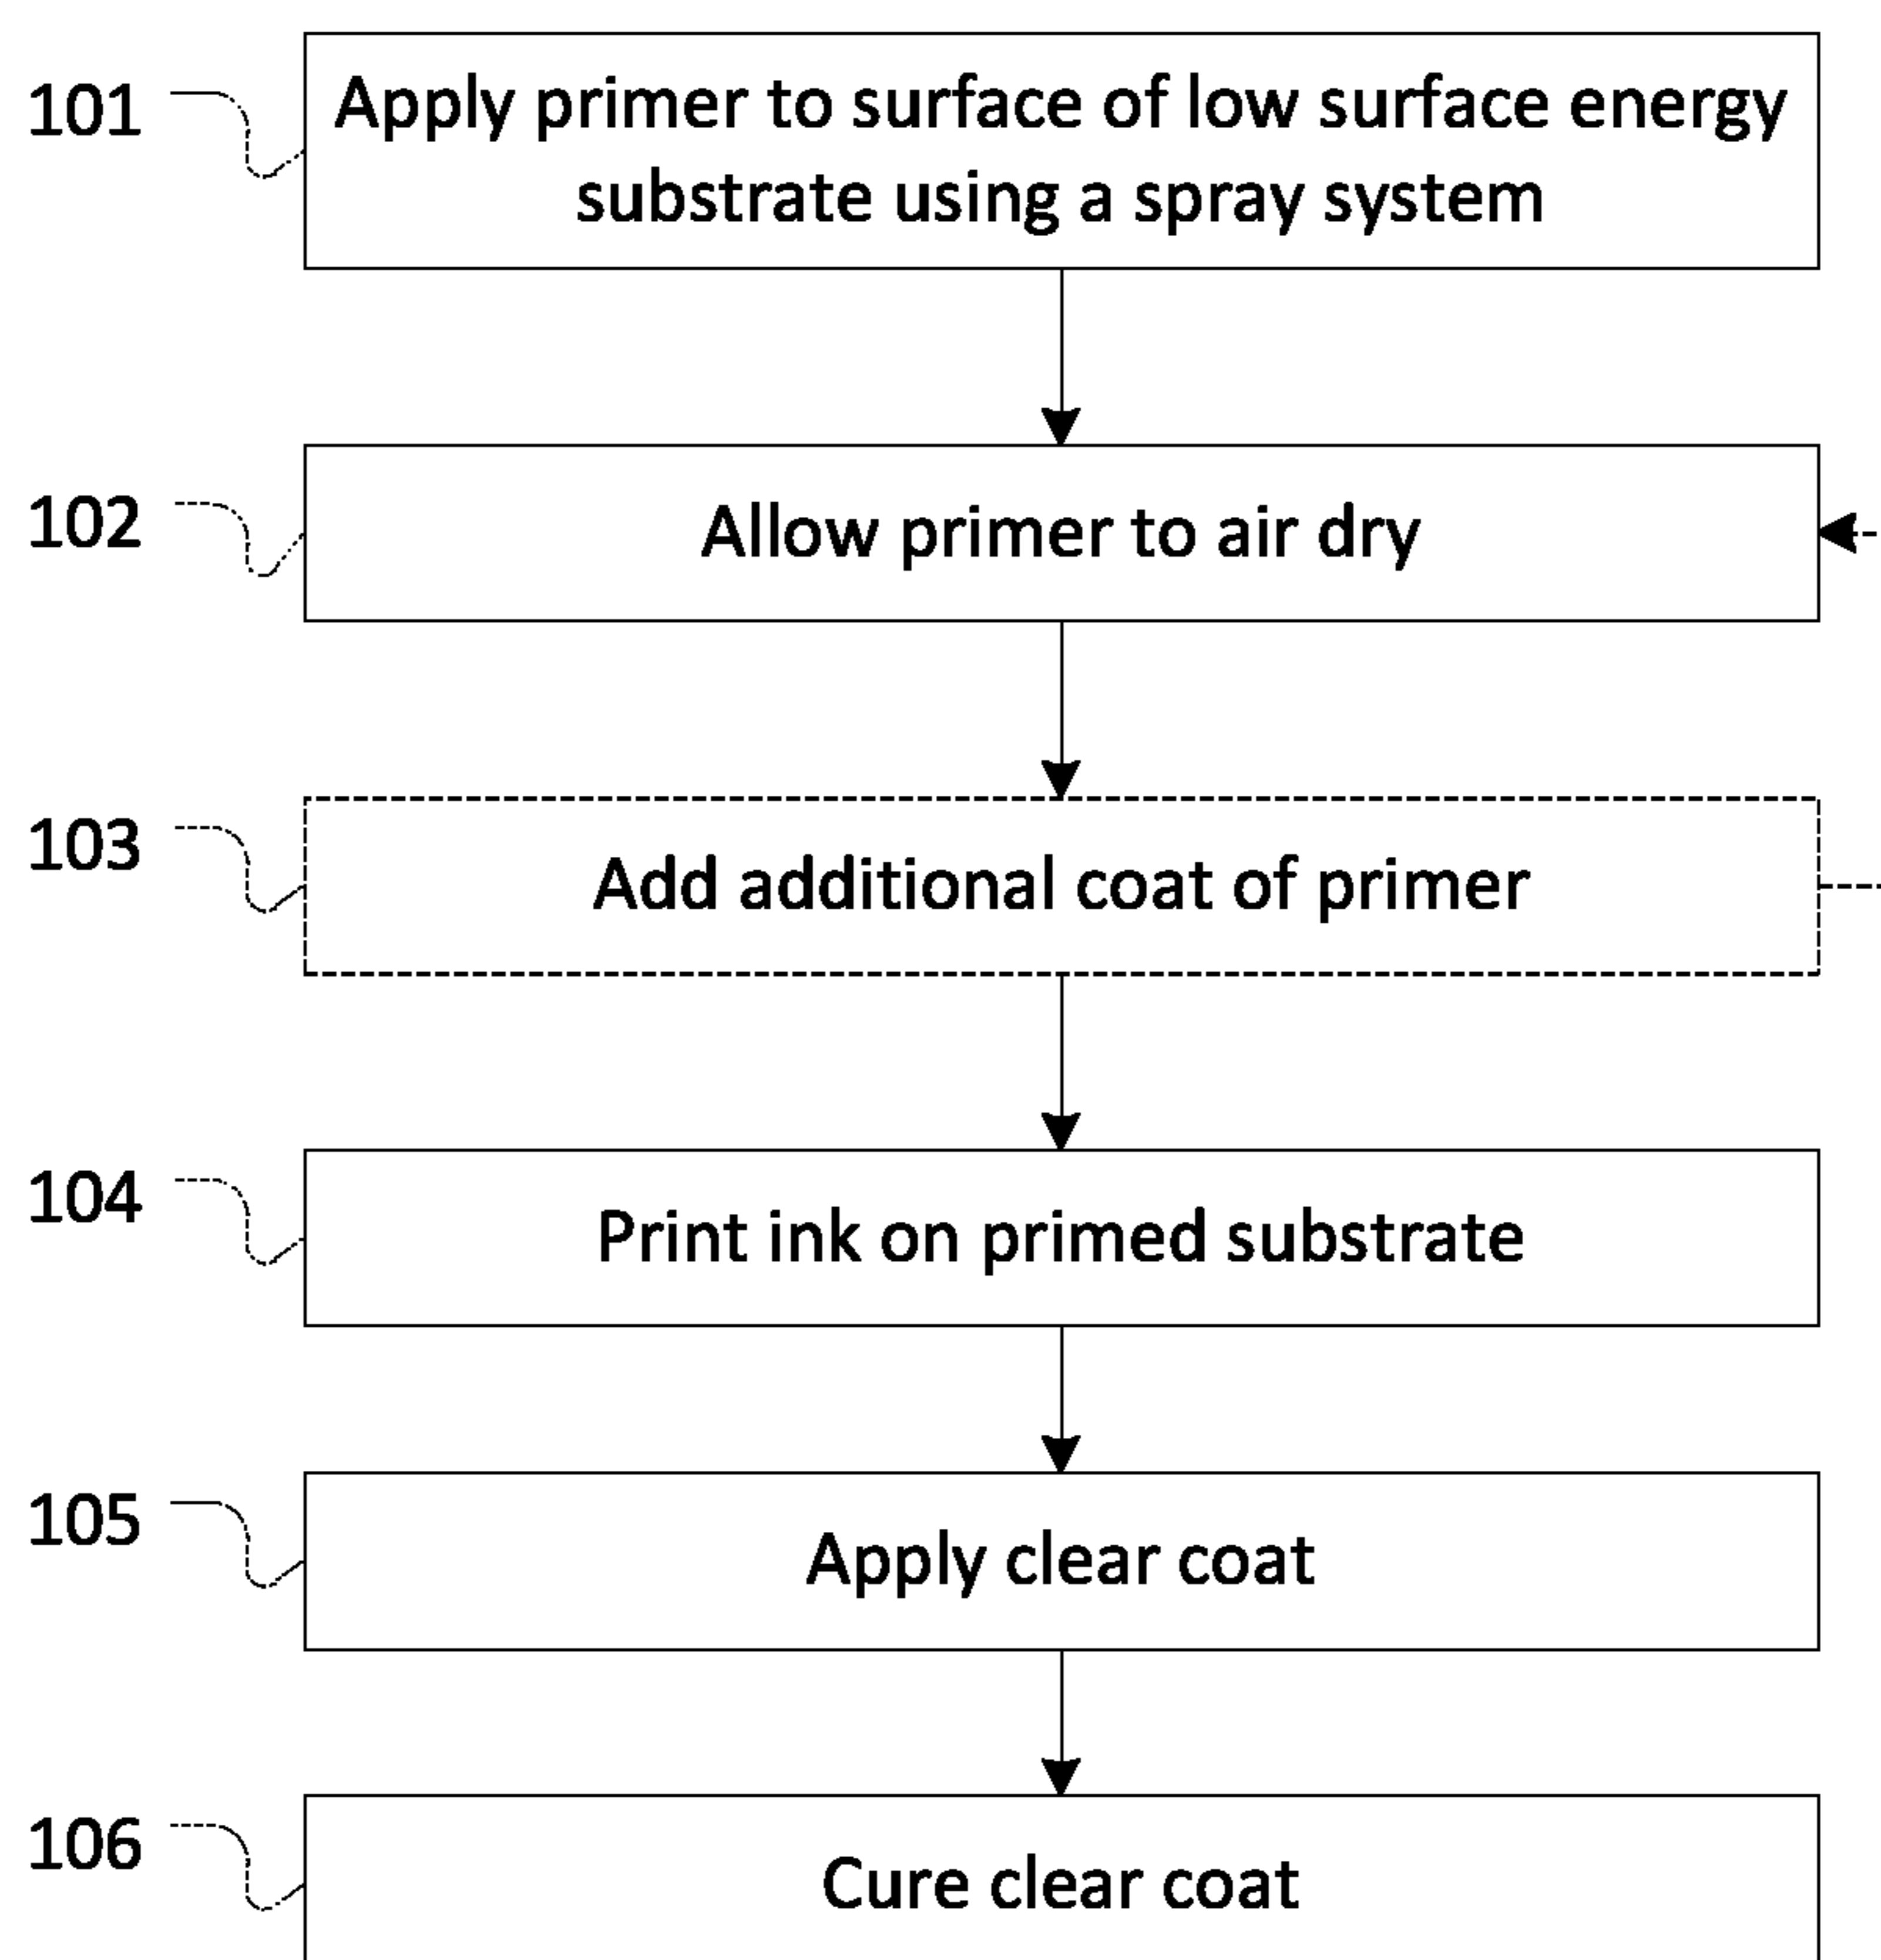 101
Apply primer to surface of low surface energy
substrate using a spray system
102
Allow primer to air dry
103
Add additional coat of primer
104
Print ink on primed substrate
105
Apply clear coat
106
Cure clear coat